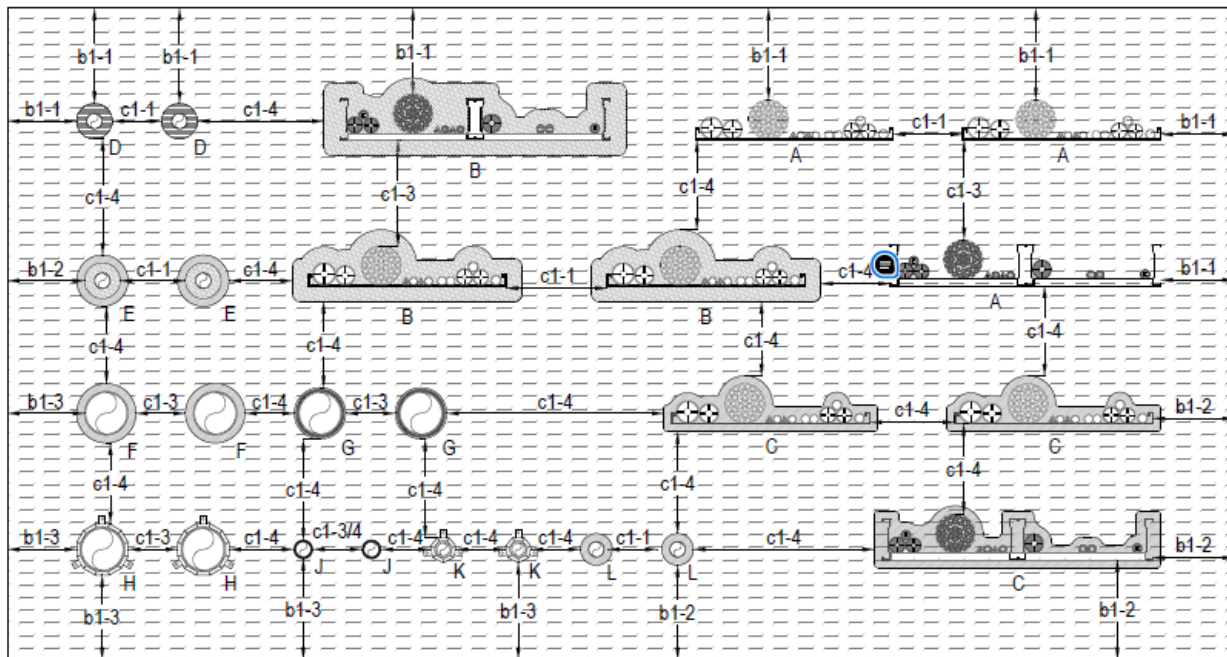 b1-1 b1-1 b1-1 b1-1 b1-1
b1-1 c1-1 c1-4 c1-1 b1-1
D D B A A
c1-4 c1-3 c1-4 c1-3
b1-2 c1-1 c1-4 c1-1 c1-4 b1-1
E E B B A
c1-4 c1-4 c1-4 c1-4
b1-3 c1-3 c1-4 c1-3 c1-4 c1-4 b1-2
F F G G C C
c1-4 c1-4 c1-4 c1-4 c1-4
b1-3 c1-3 c1-4 c1-3/4 c1-4 c1-4 c1-4 c1-1 c1-4 b1-2
H H J J K K L L C
b1-3 b1-3 b1-3 b1-2 b1-2